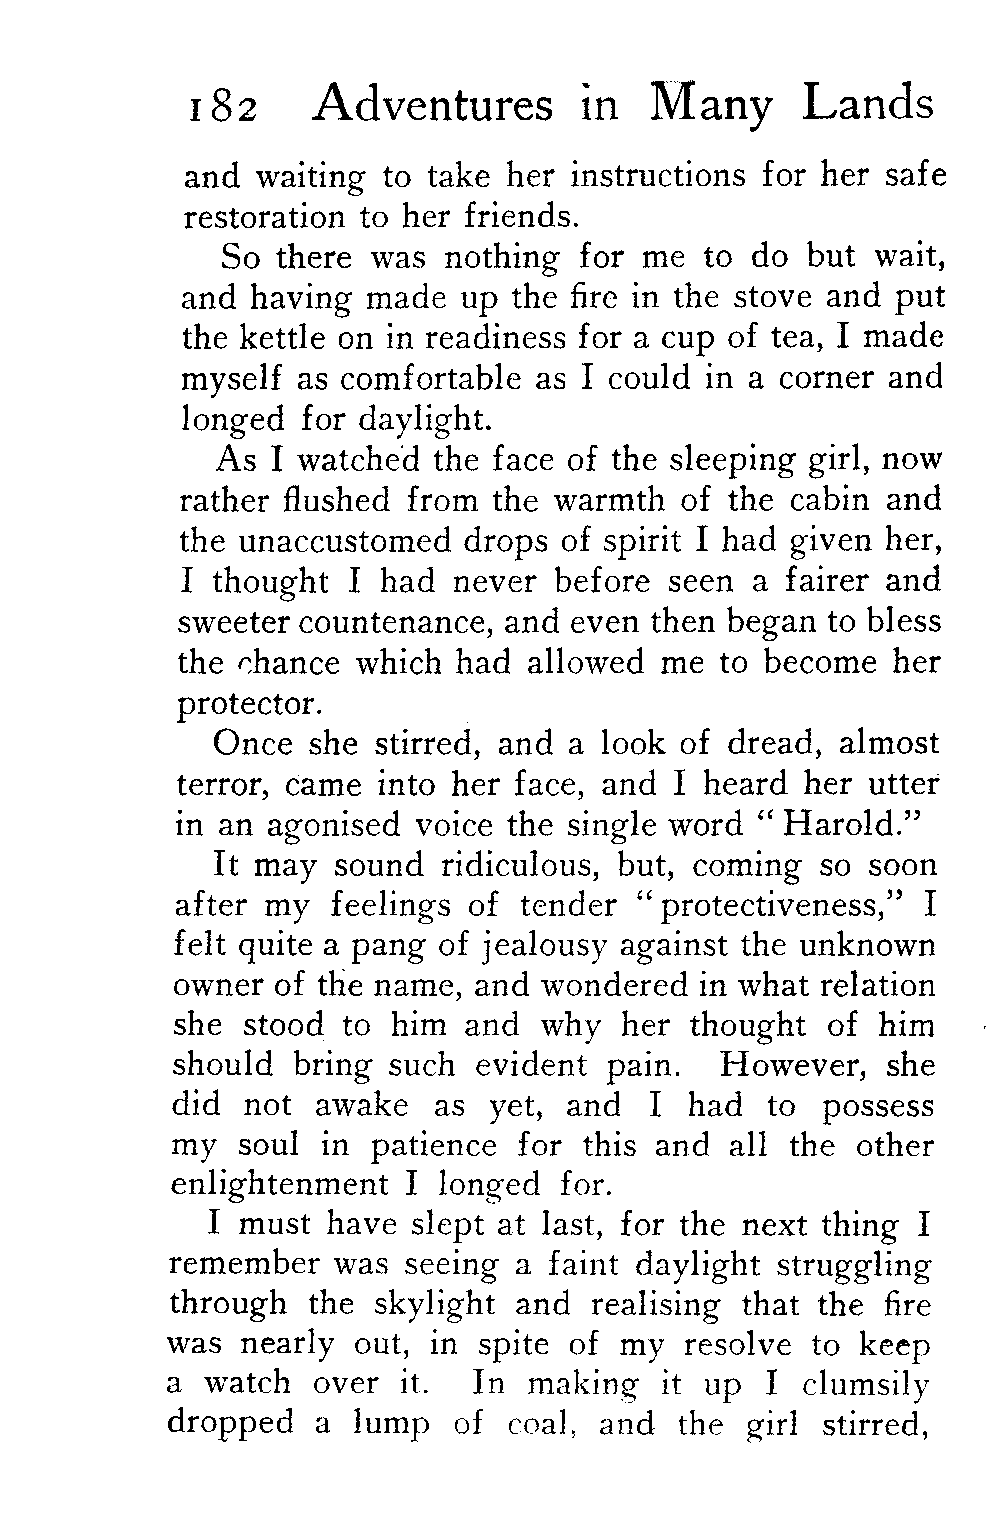 182 Adventures in Many Lands
and waiting to take her instructions for her safe
restoration to her friends.
So there was nothing for me to do but wait,
and having made up the fire in the stove and put
the kettle on in readiness for a cup of tea, I made
myself as comfortable as I could in a corner and
longed for daylight.
As I watched the face of the sleeping girl, now
rather flushed from the warmth of the cabin and
the unaccustomed drops of spirit I had given her,
I thought I had never before seen a fairer and
sweeter countenance, and even then began to bless
the chance which had allowed me to become her
protector.
Once she stirred, and a look of dread, almost
terror, came into her face, and I heard her utter
in an agonised voice the single word “ Harold.”
It may sound ridiculous, but, coming so soon
after my feelings of tender “ protectiveness,” I
felt quite a pang of jealousy against the unknown
owner of the name, and wondered in what relation
she stood to him and why her thought of him
should bring such evident pain. However, she
did not awake as yet, and I had to possess
my soul in patience for this and all the other
enlightenment I longed for.
I must have slept at last, for the next thing I
remember was seeing a faint daylight struggling
through the skylight and realising that the fire
was nearly out, in spite of my resolve to keep
a watch over it. In making it up I clumsily
dropped a lump of coal, and the girl stirred,